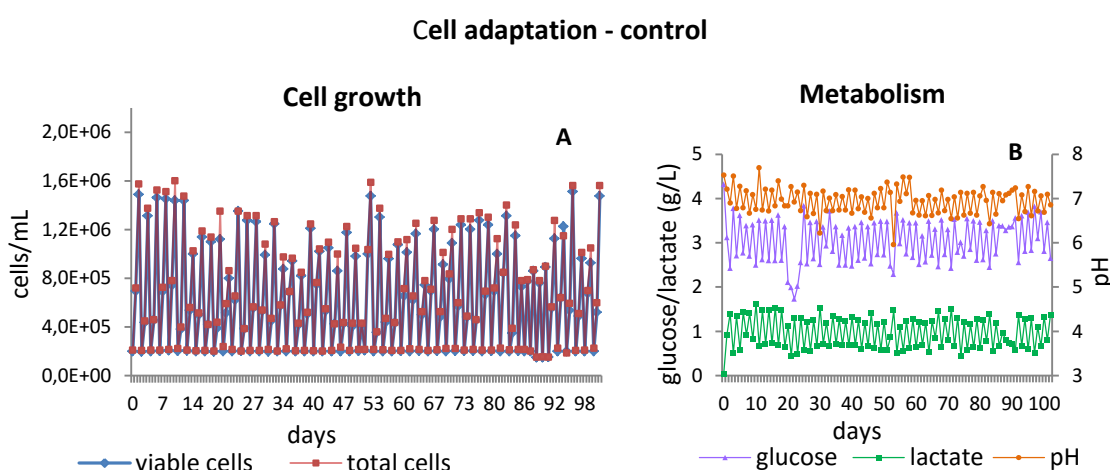 Cell adaptation - control
Cell growth
A
cells/mL
2,0E+06
1,6E+06
1,2E+06
8,0E+05
4,0E+05
0,0E+00
0 7 14 20 27 34 40 47 53 60 67 73 80 86 92 98
days
viable cells total cells
Metabolism
B
glucose/lactate (g/L)
5
4
3
2
1
0
8
7
6
5
4
3
pH
0 10 20 30 40 50 60 70 80 90 100
days
glucose lactate pH